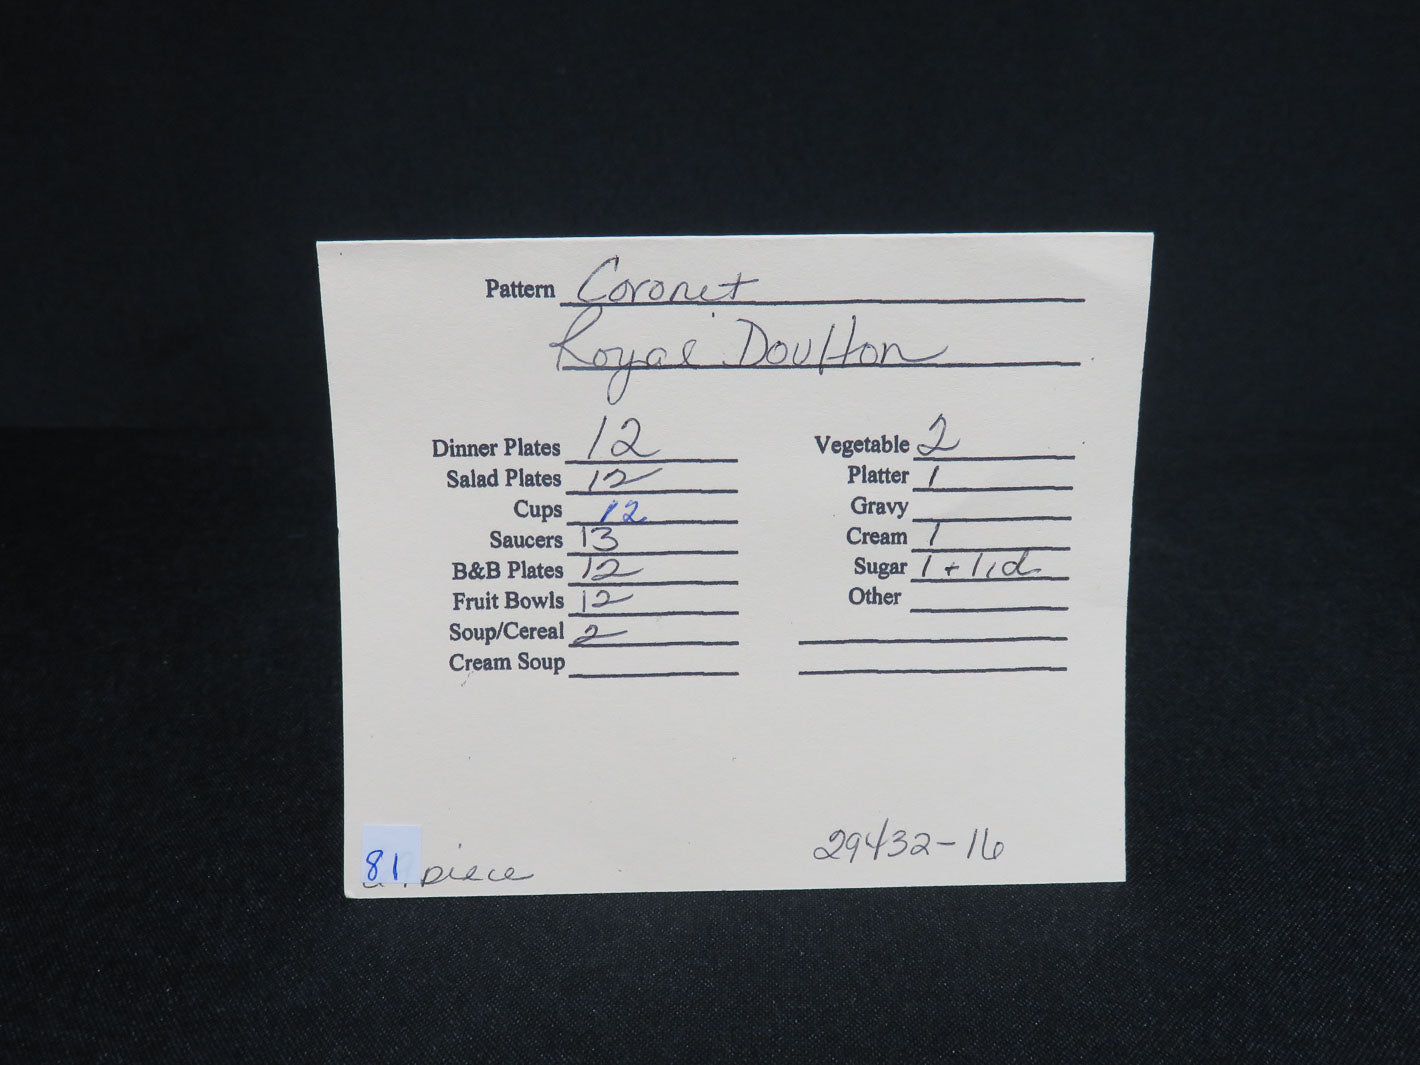 Pattern Coronet
Royal Doulton
Dinner Plates 12
Salad Plates 12
Cups 12
Saucers 13
B&B Plates 12
Fruit Bowls 12
Soup/Cereal 2
Cream Soup
Vegetable 2
Platter 1
Gravy
Cream 1
Sugar 1 + lid
Other
29432-16
81 piece